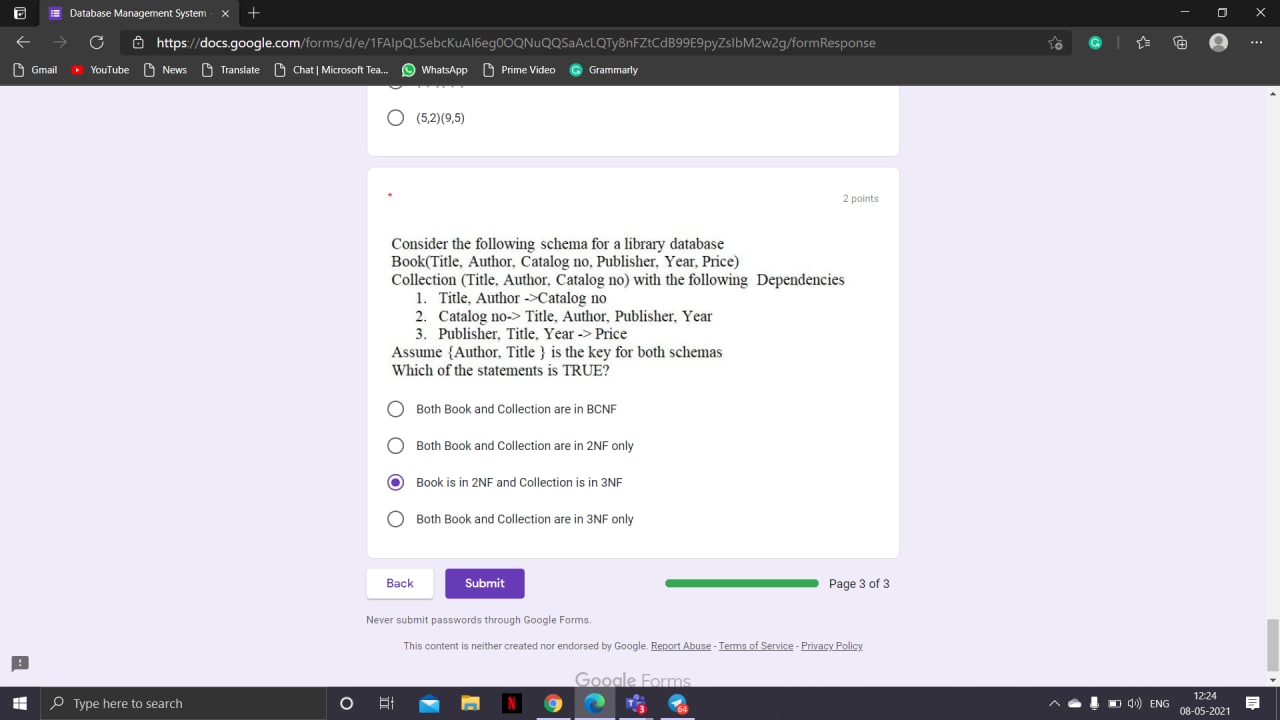 Database Management System
https://docs.google.com/forms/d/e/1FAIpQLSebcKuAl6eg0OQNuQQSaAcLQTy8nFZtCdB99E9pyZsIbM2w2g/formResponse
Gmail YouTube News Translate Chat | Microsoft Tea... WhatsApp Prime Video Grammarly
(5,2)(9,5)
*
2 points
Consider the following schema for a library database
Book(Title, Author, Catalog no, Publisher, Year, Price)
Collection (Title, Author, Catalog no) with the following Dependencies
1. Title, Author ->Catalog no
2. Catalog no-> Title, Author, Publisher, Year
3. Publisher, Title, Year -> Price
Assume {Author, Title } is the key for both schemas
Which of the statements is TRUE?
Both Book and Collection are in BCNF
Both Book and Collection are in 2NF only
Book is in 2NF and Collection is in 3NF
Both Book and Collection are in 3NF only
Back Submit Page 3 of 3
Never submit passwords through Google Forms.
This content is neither created nor endorsed by Google. Report Abuse - Terms of Service - Privacy Policy
Google Forms
Type here to search
3
64
ENG
12:24
08-05-2021